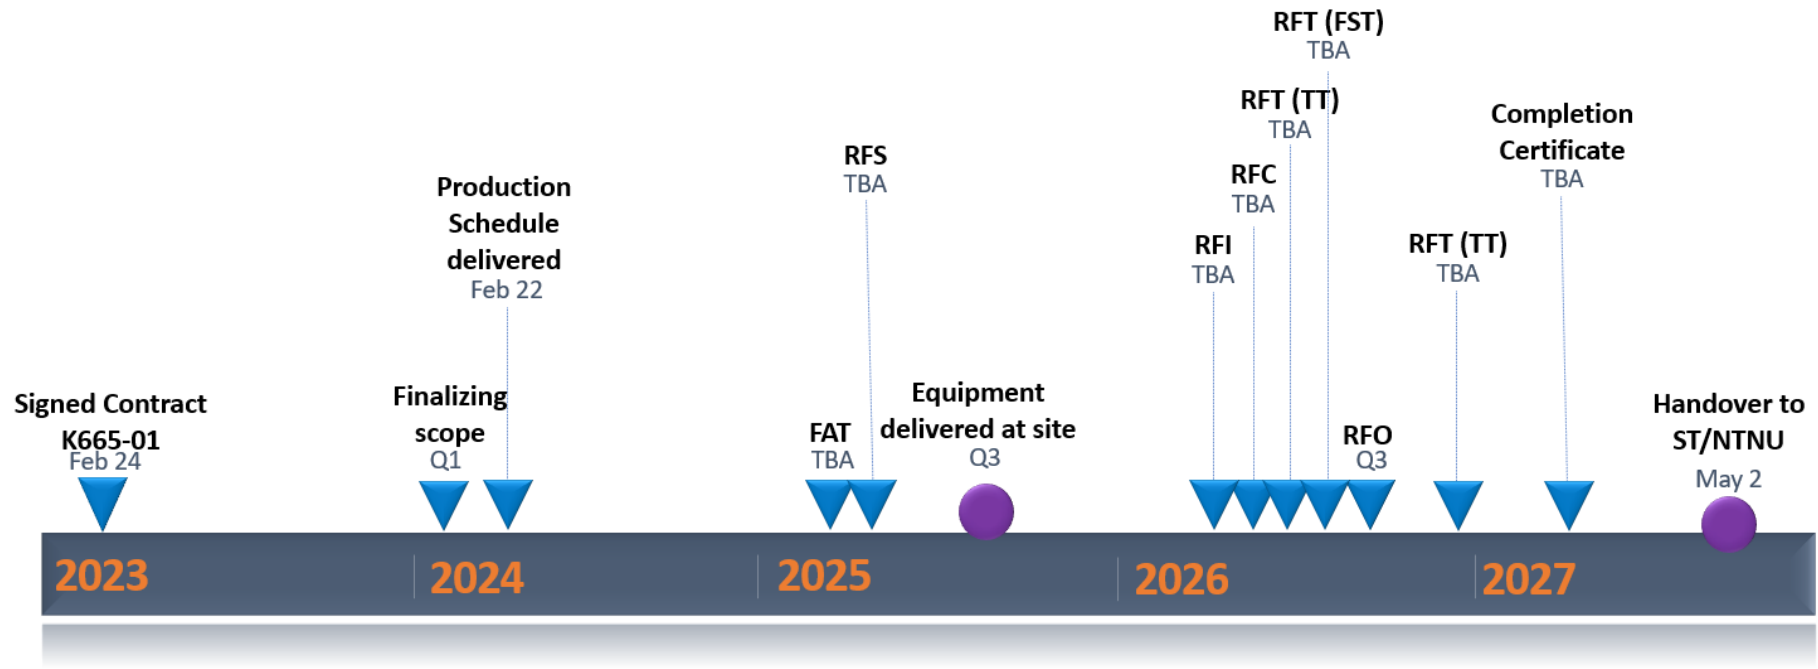 Signed Contract
K665-01
Feb 24
Finalizing
scope
Q1
Production
Schedule
delivered
Feb 22
FAT
TBA
RFS
TBA
Equipment
delivered at site
Q3
RFI
TBA
RFC
TBA
RFT (TT)
TBA
RFT (FST)
TBA
RFO
Q3
RFT (TT)
TBA
Completion
Certificate
TBA
Handover to
ST/NTNU
May 2
2023
2024
2025
2026
2027